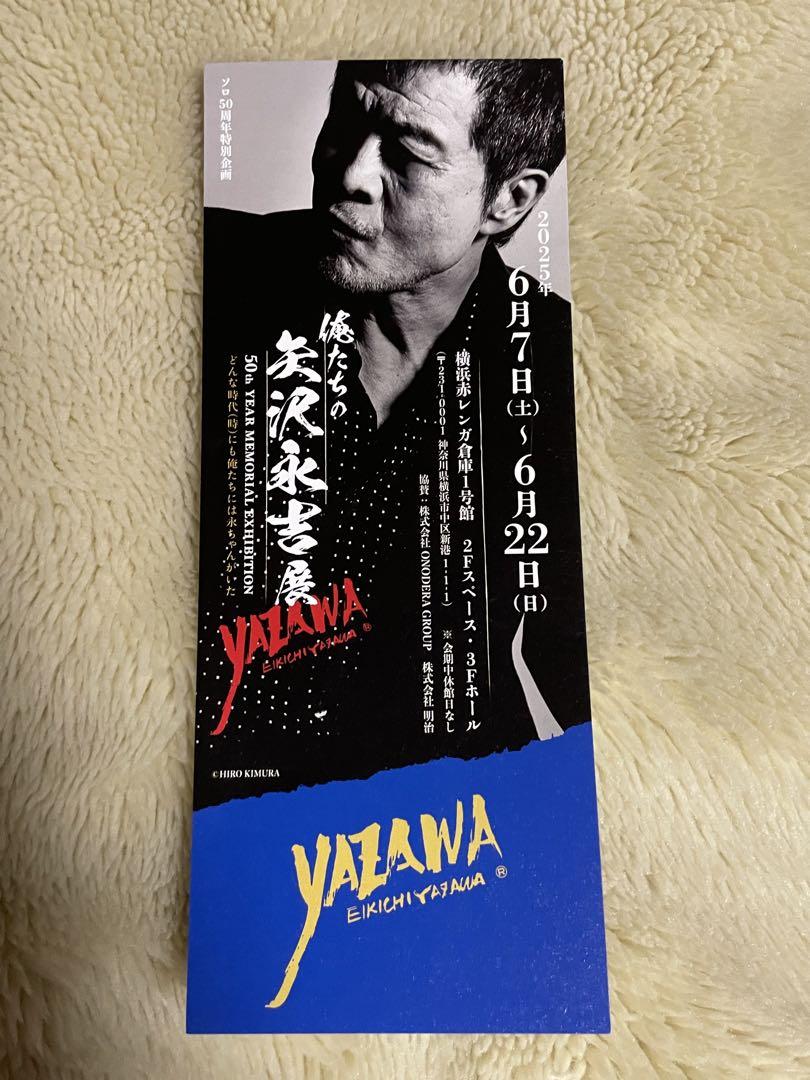 ソロ50周年特別企画
2025年
6月7日(土)〜6月22日(日)
横浜赤レンガ倉庫1号館 2Fスペース・3Fホール
(〒231-0001 神奈川県横浜市中区新港1-1-1) ※会期中休館日なし
協賛:株式会社 ONODERA GROUP 株式会社 明治
俺たちの
矢沢永吉展
50th YEAR MEMORIAL EXHIBITION
どんな時代(時)にも俺たちには永ちゃんがいた
YAZAWA
EIKICHI YAZAWA ®
©HIRO KIMURA
YAZAWA
EIKICHI YAZAWA ®